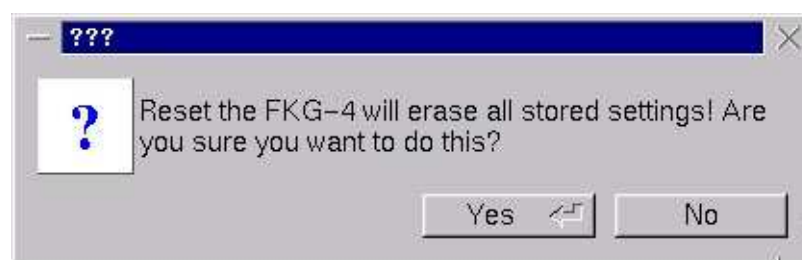 ???
?
Reset the FKG-4 will erase all stored settings! Are
you sure you want to do this?
Yes No